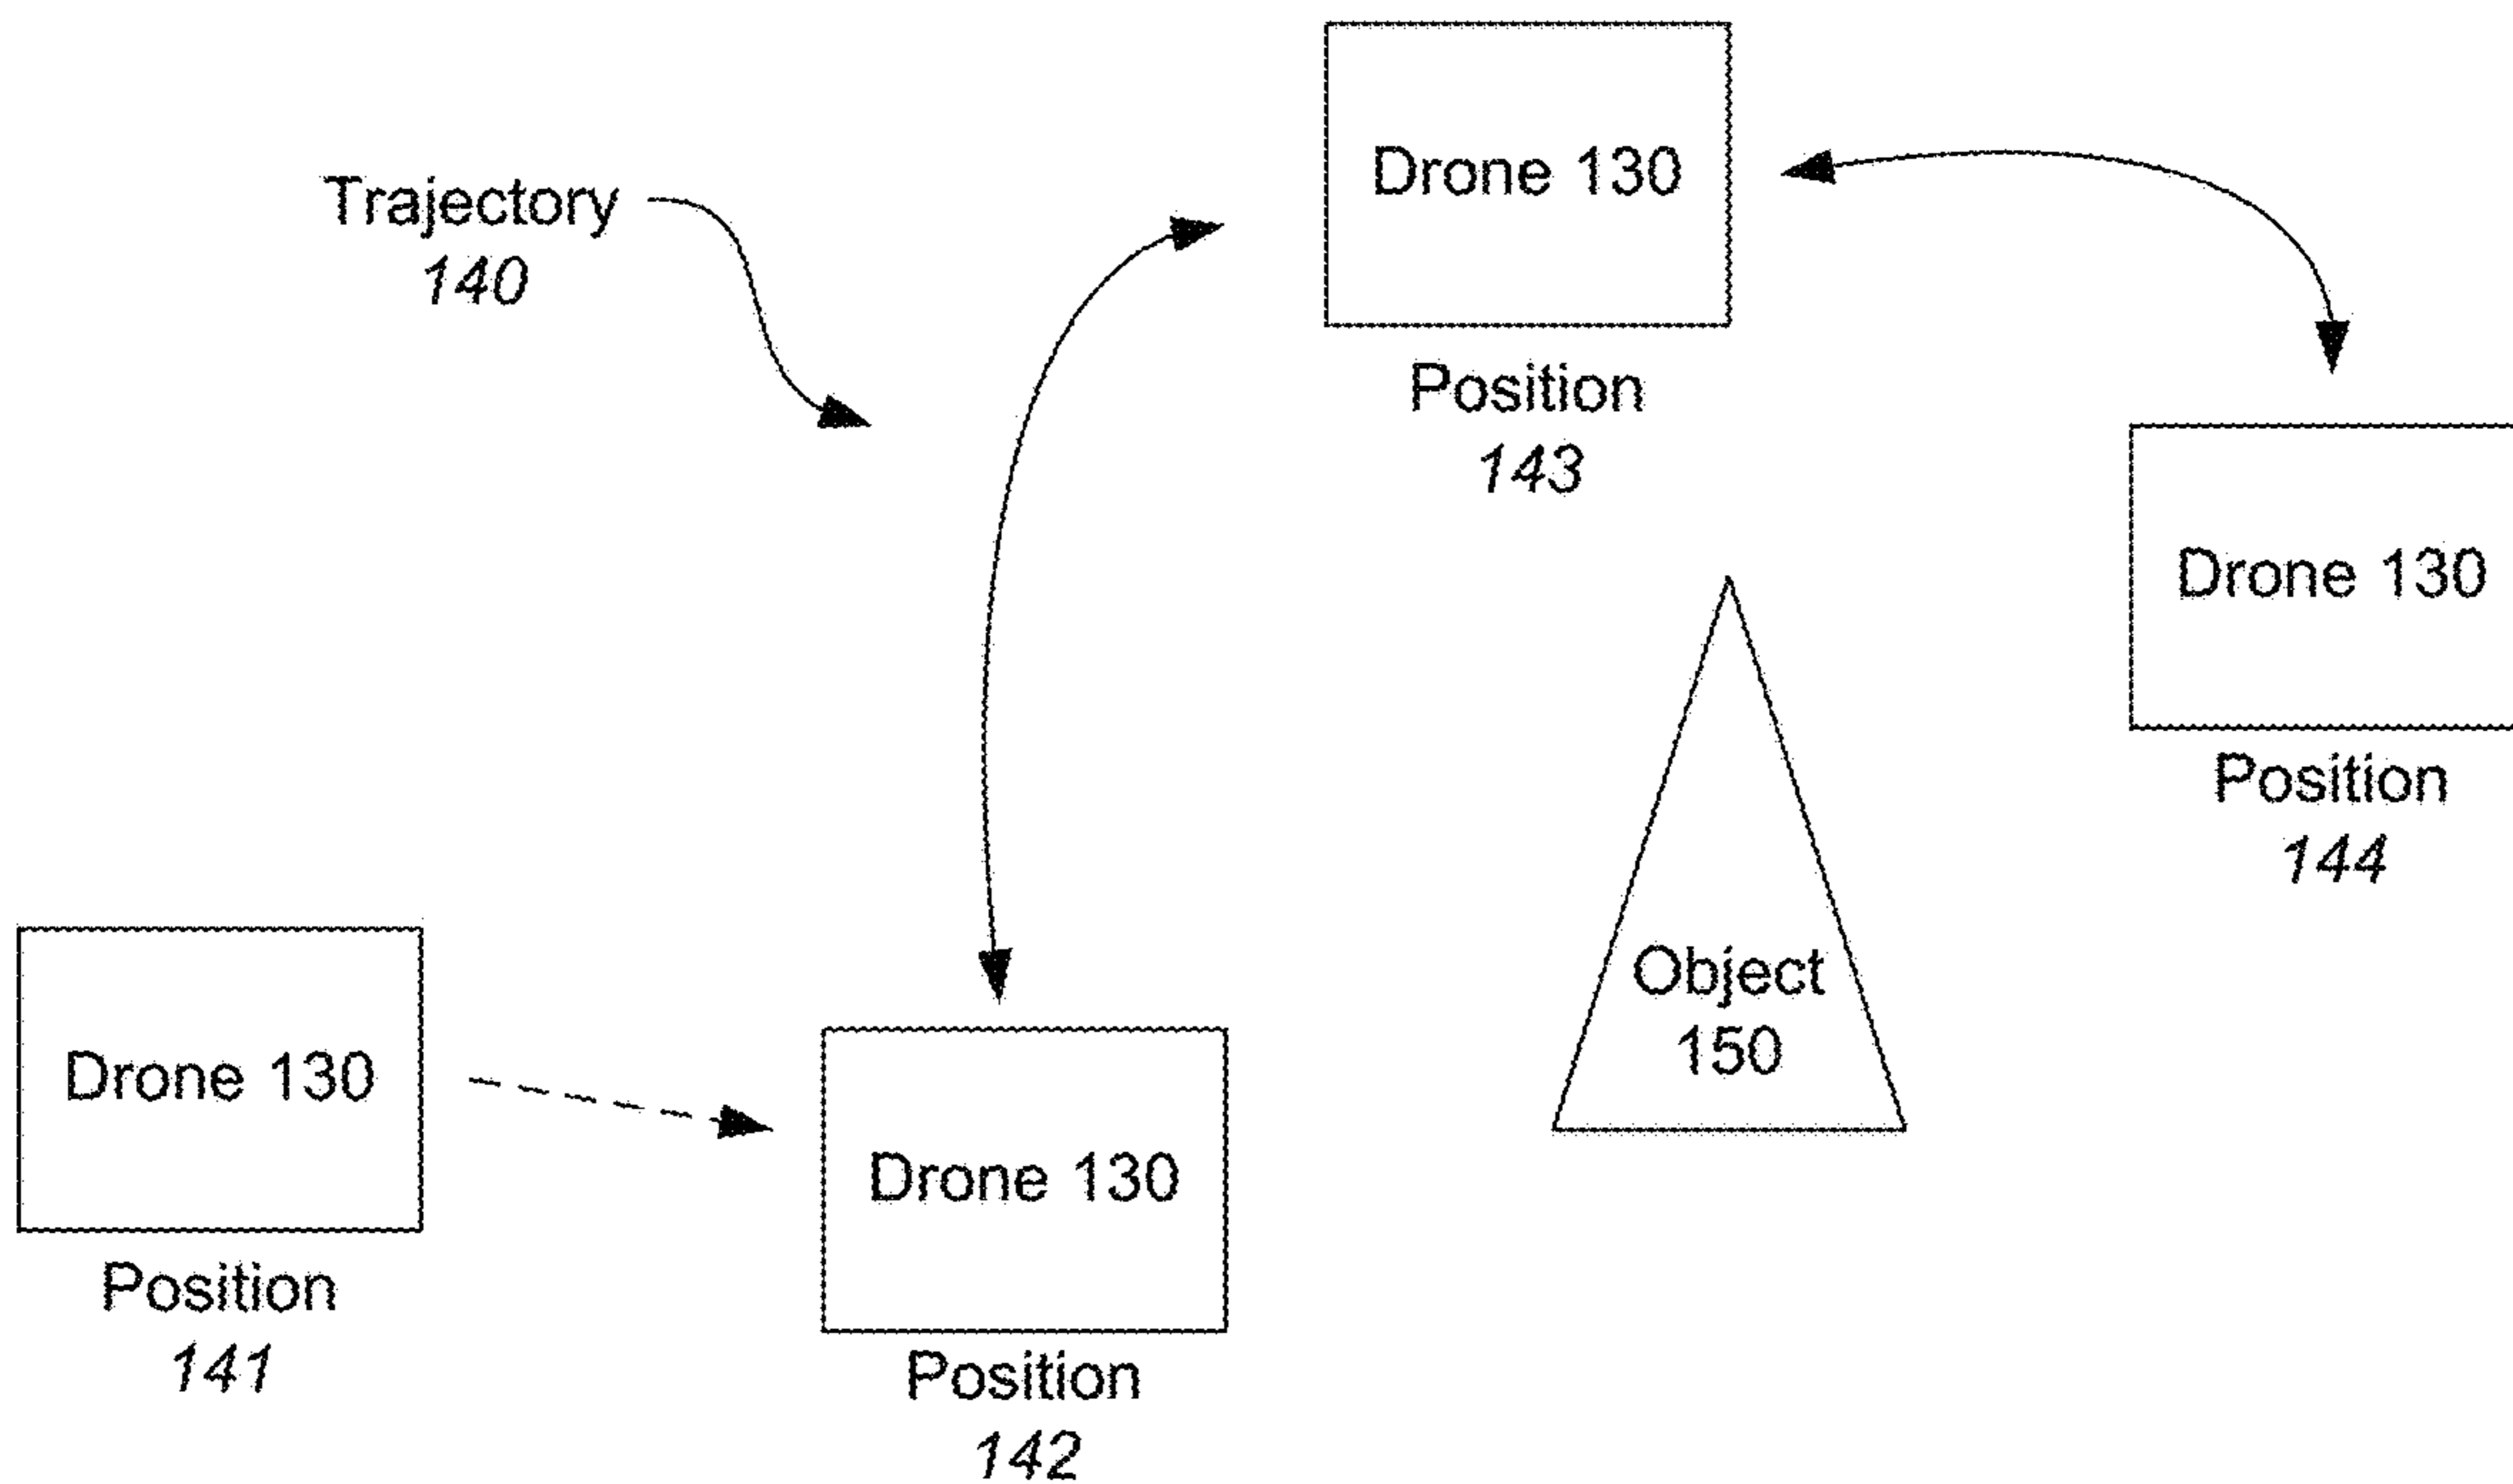 Drone 130
Position
143
Trajectory
140
Drone 130
Position
144
Object
150
Drone 130
Position
141
Drone 130
Position
142